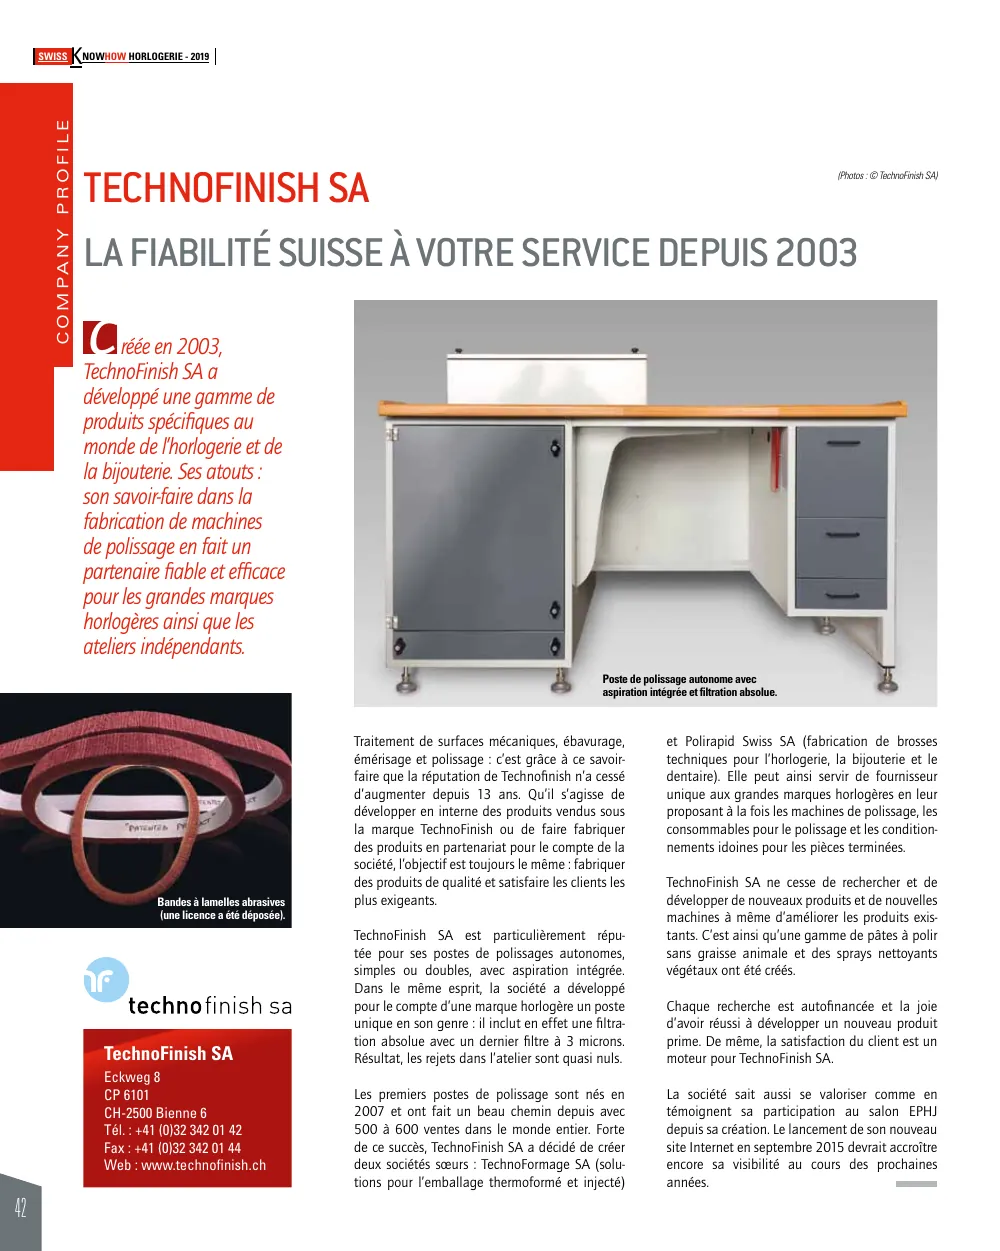 SWISS KNOWHOW HORLOGERIE - 2019
COMPANY PROFILE
TECHNOFINISH SA
(Photos : © TechnoFinish SA)
LA FIABILITÉ SUISSE À VOTRE SERVICE DEPUIS 2003
Créée en 2003,
TechnoFinish SA a
développé une gamme de
produits spécifiques au
monde de l'horlogerie et de
la bijouterie. Ses atouts :
son savoir-faire dans la
fabrication de machines
de polissage en fait un
partenaire fiable et efficace
pour les grandes marques
horlogères ainsi que les
ateliers indépendants.
Poste de polissage autonome avec
aspiration intégrée et filtration absolue.
"PATENTED PRODUCT"
Bandes à lamelles abrasives
(une licence a été déposée).
technofinish sa
TechnoFinish SA
Eckweg 8
CP 6101
CH-2500 Bienne 6
Tél. : +41 (0)32 342 01 42
Fax : +41 (0)32 342 01 44
Web : www.technofinish.ch
Traitement de surfaces mécaniques, ébavurage,
émérisage et polissage : c'est grâce à ce savoir-
faire que la réputation de Technofinish n'a cessé
d'augmenter depuis 13 ans. Qu'il s'agisse de
développer en interne des produits vendus sous
la marque TechnoFinish ou de faire fabriquer
des produits en partenariat pour le compte de la
société, l'objectif est toujours le même : fabriquer
des produits de qualité et satisfaire les clients les
plus exigeants.
TechnoFinish SA est particulièrement répu-
tée pour ses postes de polissages autonomes,
simples ou doubles, avec aspiration intégrée.
Dans le même esprit, la société a développé
pour le compte d'une marque horlogère un poste
unique en son genre : il inclut en effet une filtra-
tion absolue avec un dernier filtre à 3 microns.
Résultat, les rejets dans l'atelier sont quasi nuls.
Les premiers postes de polissage sont nés en
2007 et ont fait un beau chemin depuis avec
500 à 600 ventes dans le monde entier. Forte
de ce succès, TechnoFinish SA a décidé de créer
deux sociétés sœurs : TechnoFormage SA (solu-
tions pour l'emballage thermoformé et injecté)
et Polirapid Swiss SA (fabrication de brosses
techniques pour l'horlogerie, la bijouterie et le
dentaire). Elle peut ainsi servir de fournisseur
unique aux grandes marques horlogères en leur
proposant à la fois les machines de polissage, les
consommables pour le polissage et les condition-
nements idoines pour les pièces terminées.
TechnoFinish SA ne cesse de rechercher et de
développer de nouveaux produits et de nouvelles
machines à même d'améliorer les produits exis-
tants. C'est ainsi qu'une gamme de pâtes à polir
sans graisse animale et des sprays nettoyants
végétaux ont été créés.
Chaque recherche est autofinancée et la joie
d'avoir réussi à développer un nouveau produit
prime. De même, la satisfaction du client est un
moteur pour TechnoFinish SA.
La société sait aussi se valoriser comme en
témoignent sa participation au salon EPHJ
depuis sa création. Le lancement de son nouveau
site Internet en septembre 2015 devrait accroître
encore sa visibilité au cours des prochaines
années.
42